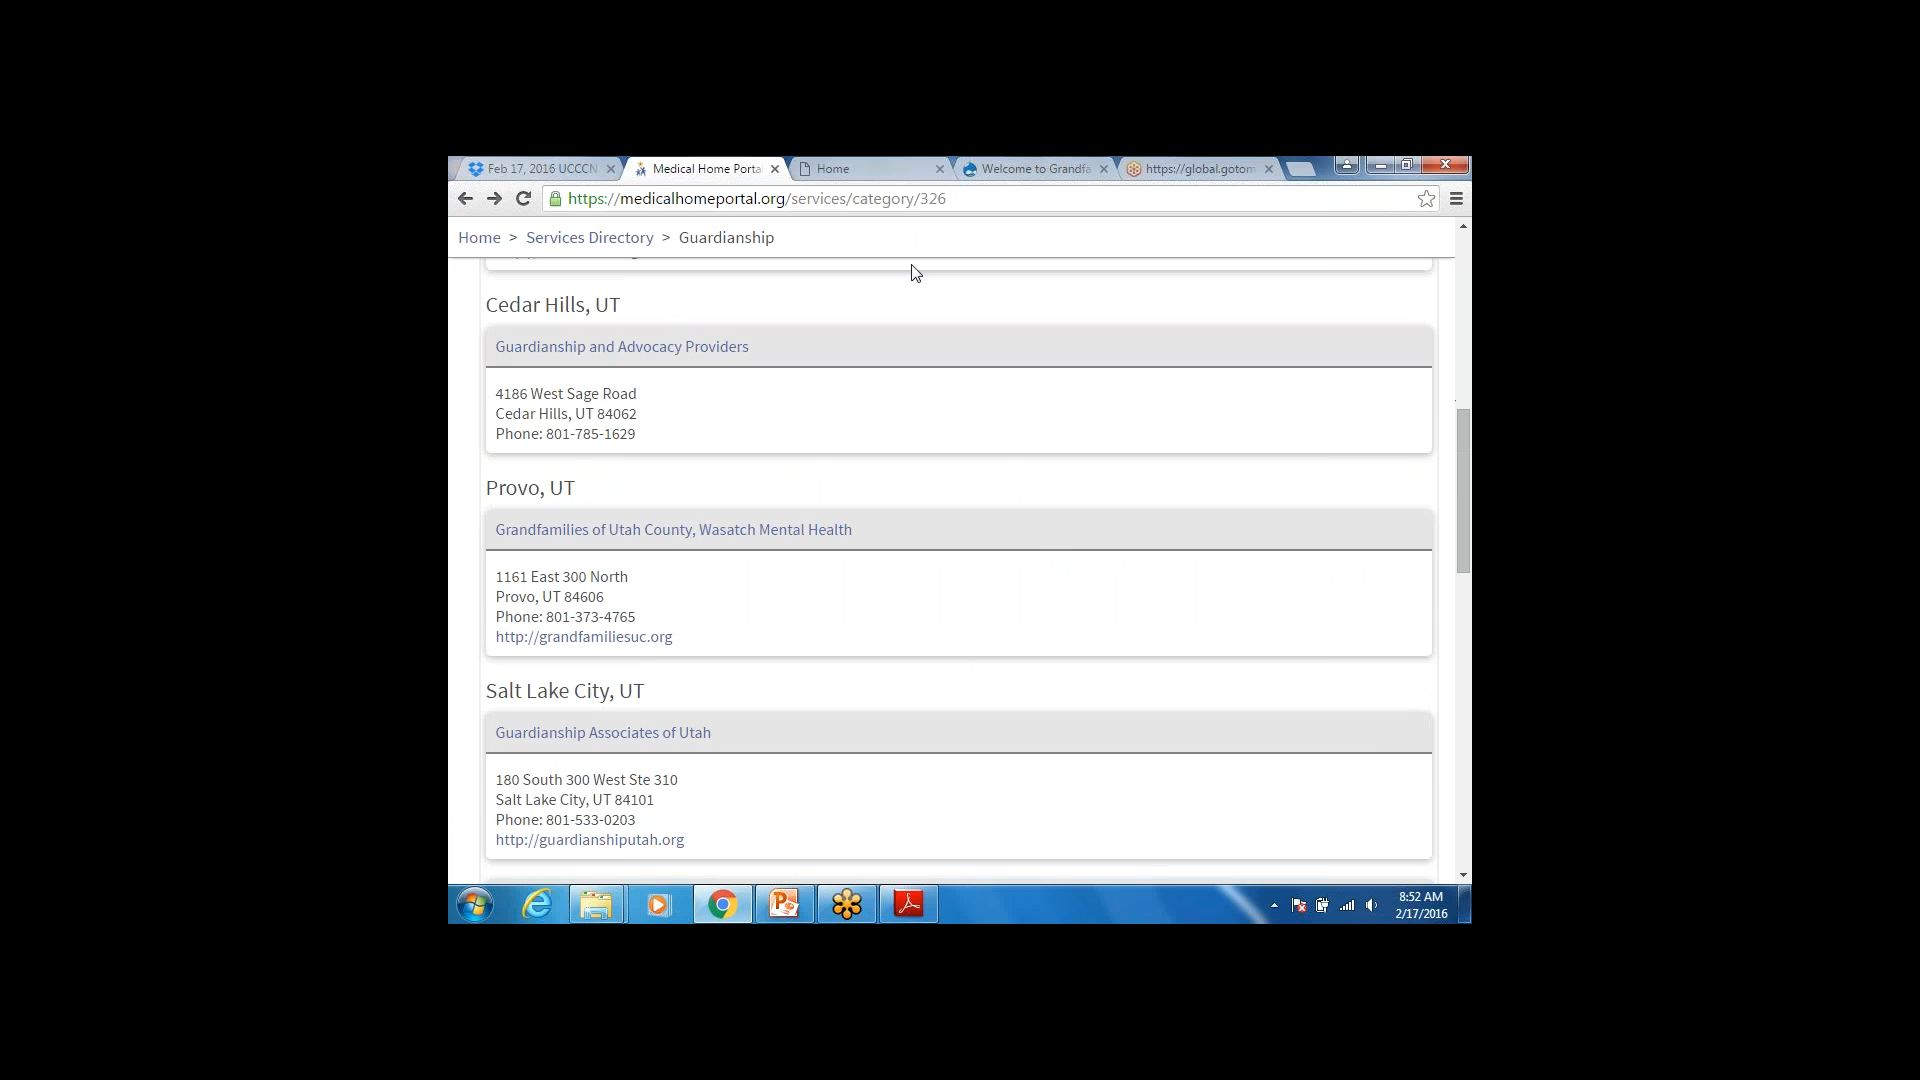 Feb 17, 2016 UCCCN
Medical Home Porta
Home
Welcome to Grandfa
https://global.gotom
https://medicalhomeportal.org/services/category/326
Home > Services Directory > Guardianship
Cedar Hills, UT
Guardianship and Advocacy Providers
4186 West Sage Road
Cedar Hills, UT 84062
Phone: 801-785-1629
Provo, UT
Grandfamilies of Utah County, Wasatch Mental Health
1161 East 300 North
Provo, UT 84606
Phone: 801-373-4765
http://grandfamiliesuc.org
Salt Lake City, UT
Guardianship Associates of Utah
180 South 300 West Ste 310
Salt Lake City, UT 84101
Phone: 801-533-0203
http://guardianshiputah.org
8:52 AM
2/17/2016